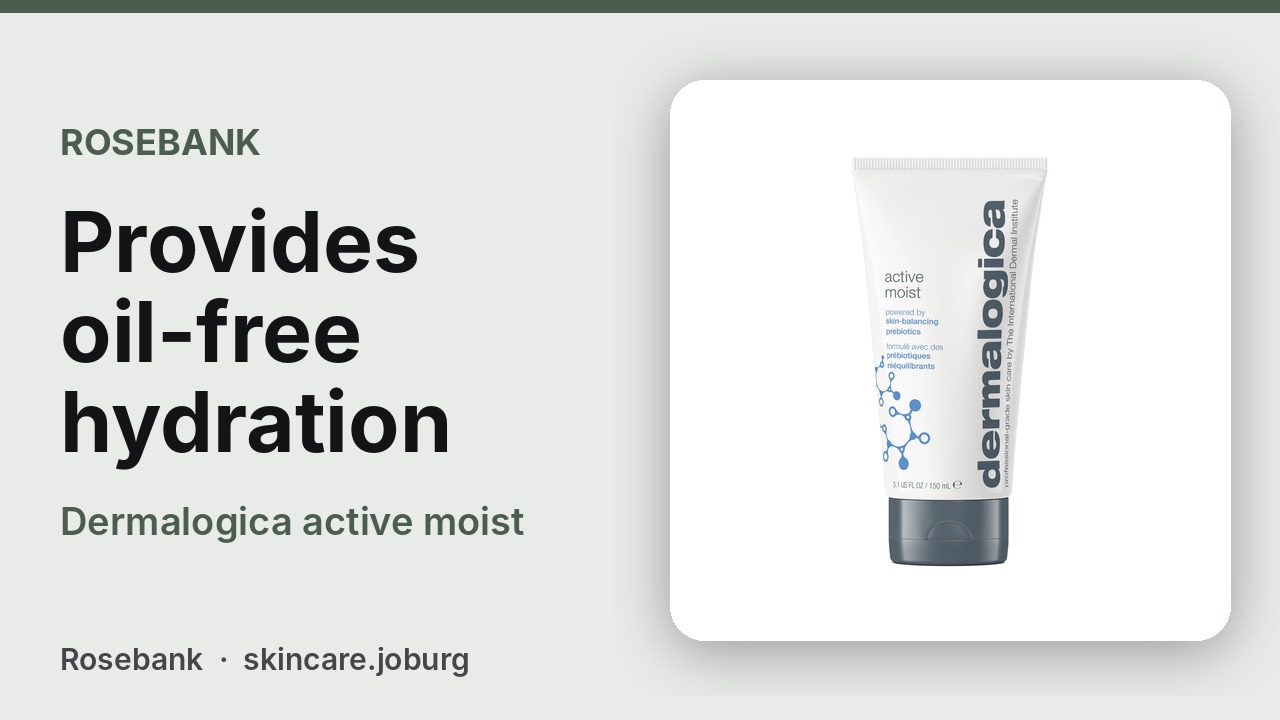 ROSEBANK
Provides
oil-free
hydration
Dermalogica active moist
Rosebank · skincare.joburg
active
moist
powered by
skin-balancing
prebiotics
formulé avec des
prébiotiques
rééquilibrants
5.1 US FL OZ / 150 mL ℮
dermalogica
professional-grade skin care by The International Dermal Institute